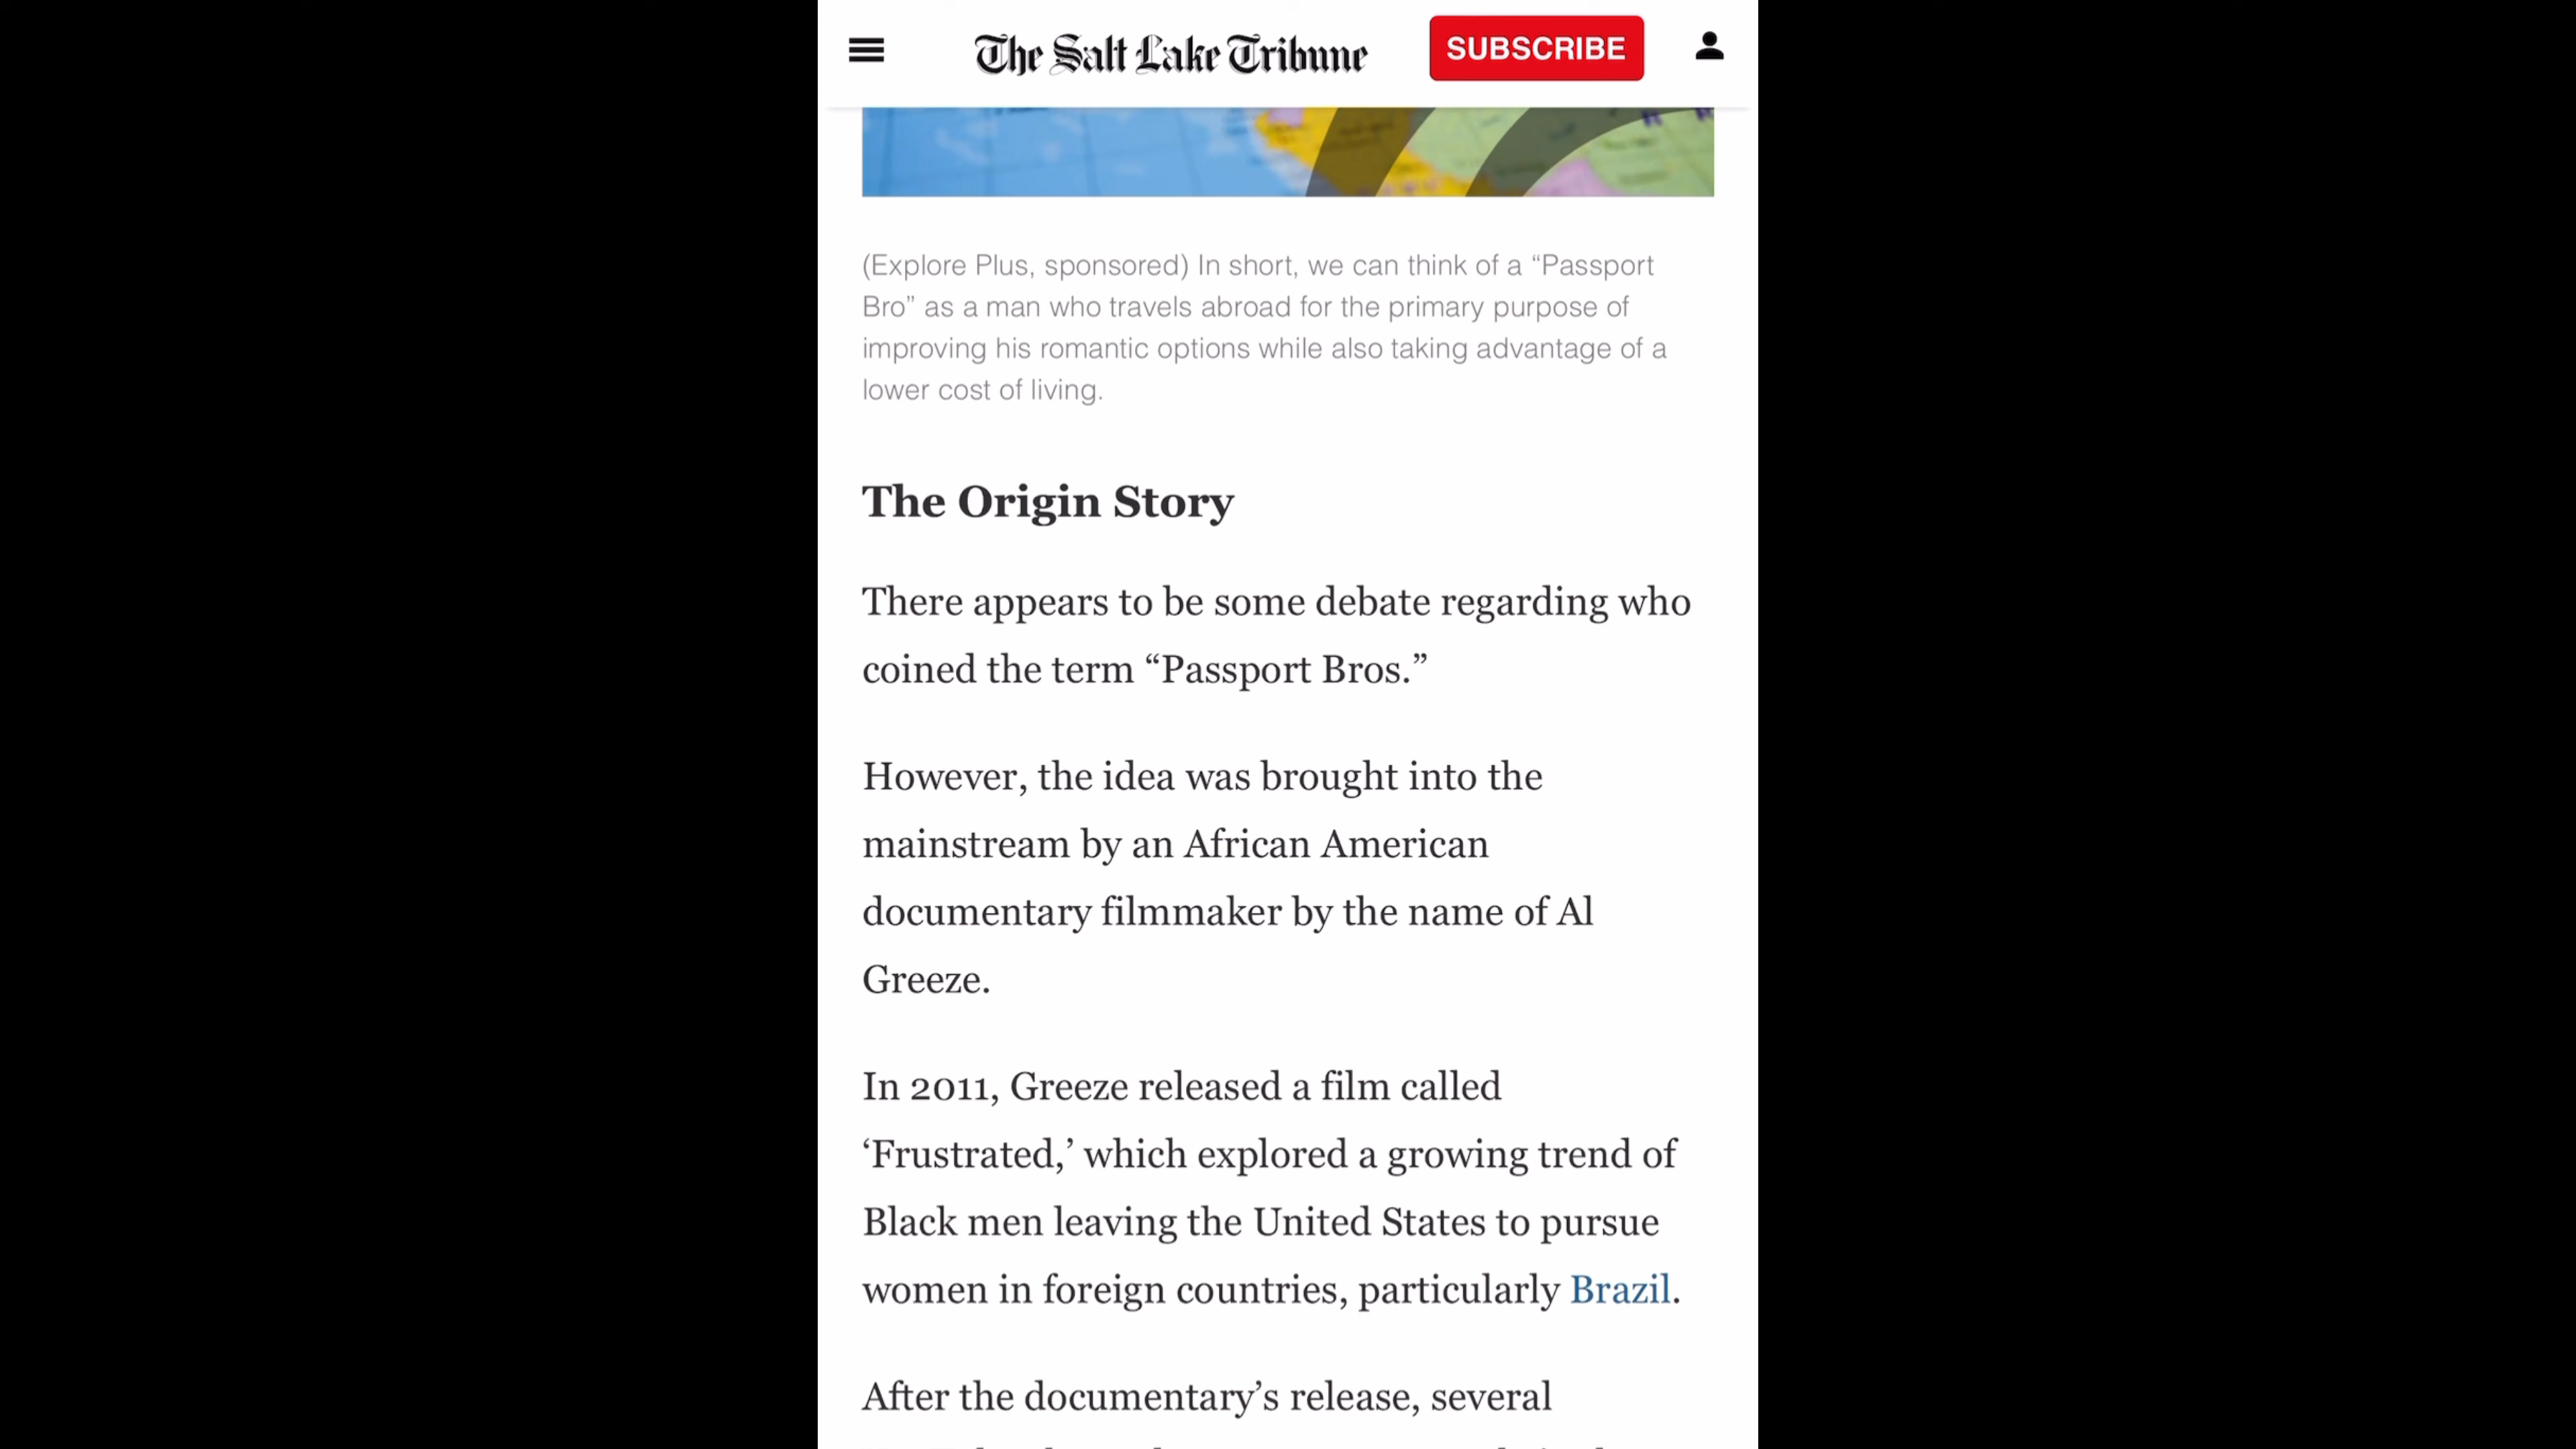 The Salt Lake Tribune
SUBSCRIBE
(Explore Plus, sponsored) In short, we can think of a “Passport
Bro” as a man who travels abroad for the primary purpose of
improving his romantic options while also taking advantage of a
lower cost of living.
The Origin Story
There appears to be some debate regarding who
coined the term “Passport Bros.”
However, the idea was brought into the
mainstream by an African American
documentary filmmaker by the name of Al
Greeze.
In 2011, Greeze released a film called
‘Frustrated,’ which explored a growing trend of
Black men leaving the United States to pursue
women in foreign countries, particularly Brazil.
After the documentary’s release, several